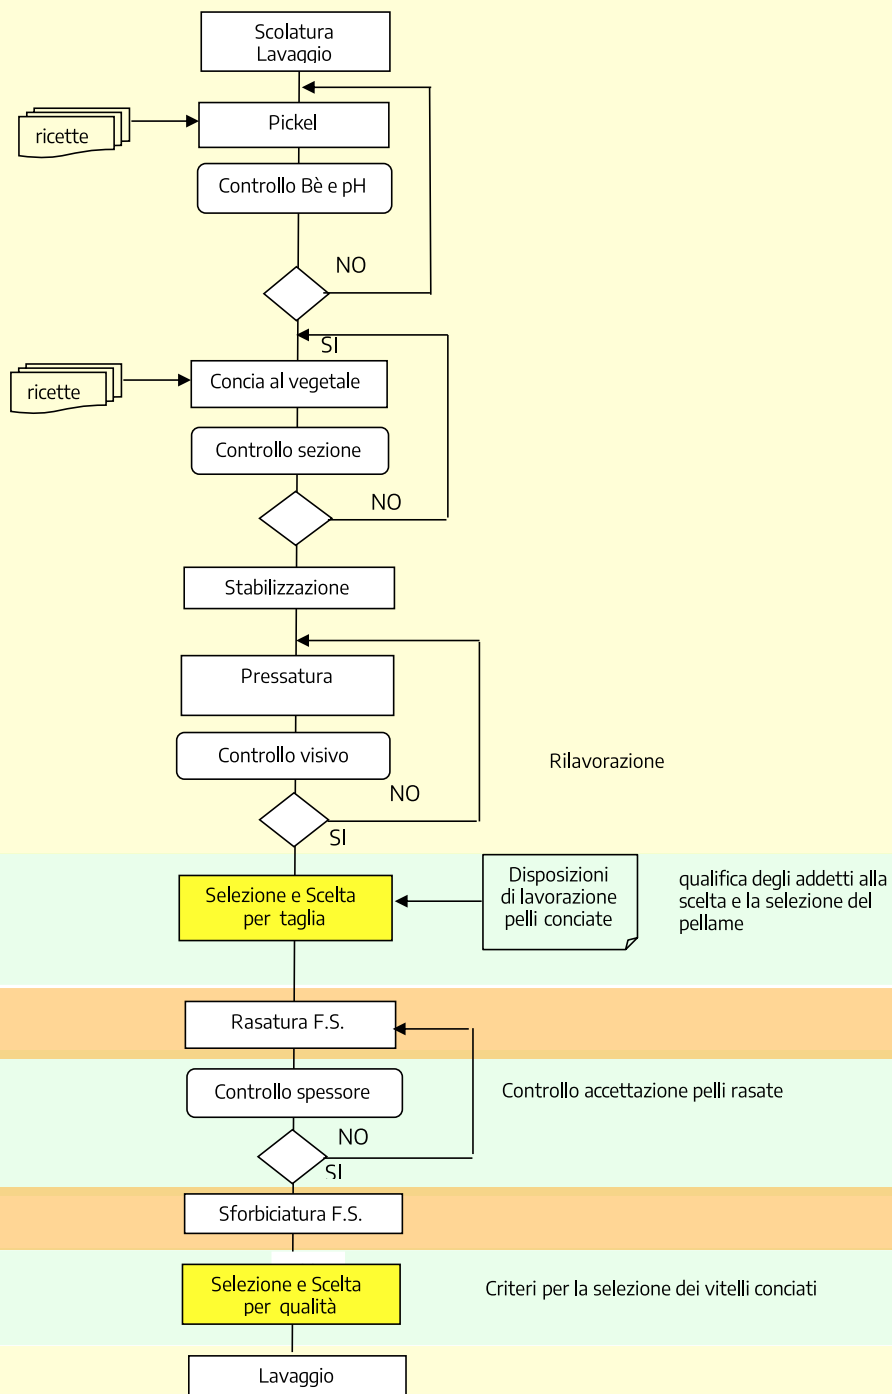 Scolatura
Lavaggio
ricette
Pickel
Controllo Bè e pH
NO
SI
ricette
Concia al vegetale
Controllo sezione
NO
Stabilizzazione
Pressatura
Controllo visivo
Rilavorazione
NO
SI
Selezione e Scelta
per taglia
Disposizioni
di lavorazione
pelli conciate
qualifica degli addetti alla
scelta e la selezione del
pellame
Rasatura F.S.
Controllo spessore
Controllo accettazione pelli rasate
NO
SI
Sforbiciatura F.S.
Selezione e Scelta
per qualità
Criteri per la selezione dei vitelli conciati
Lavaggio